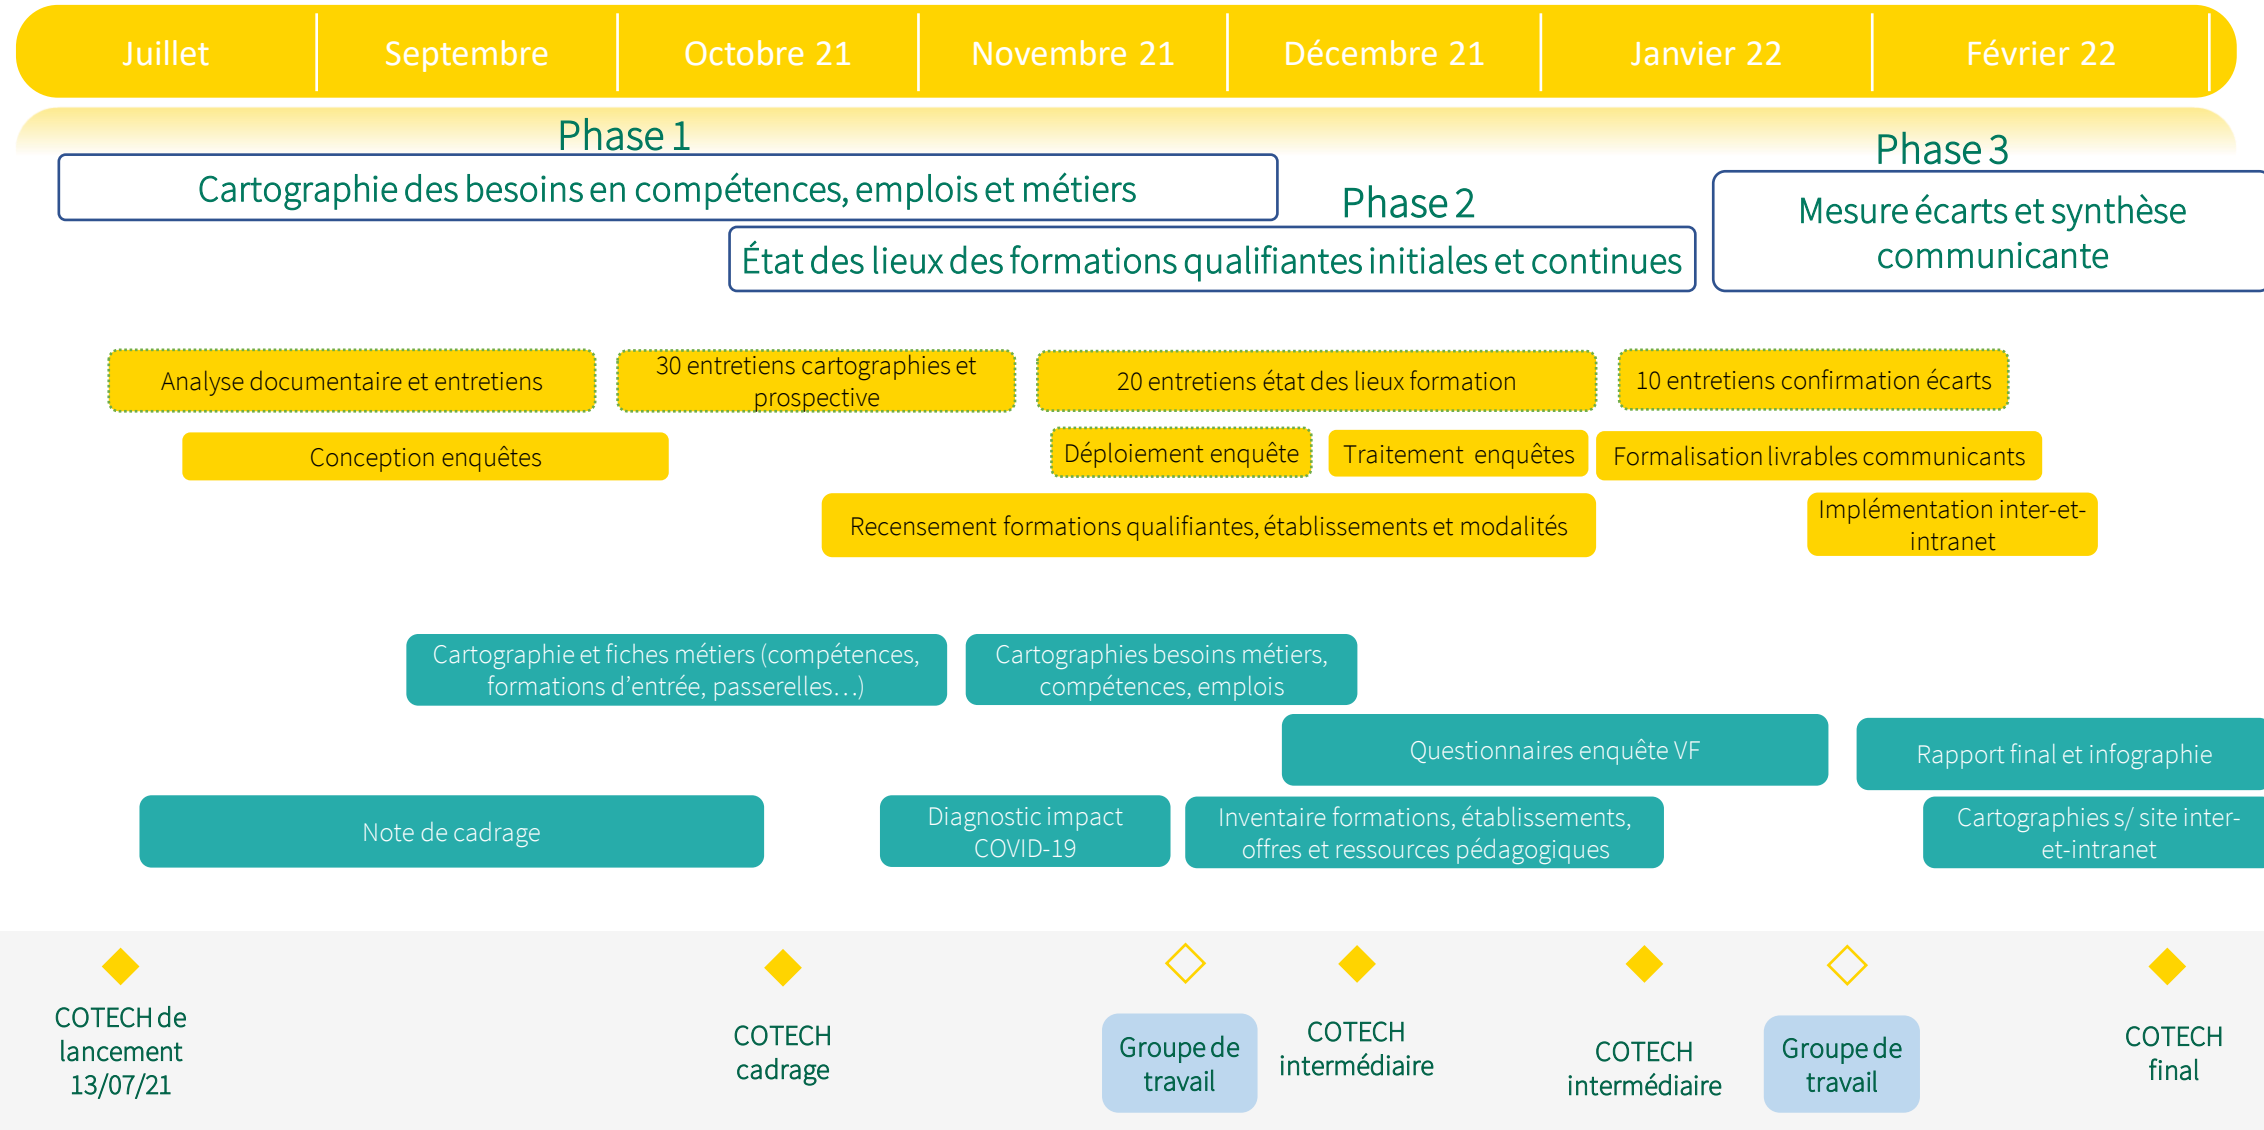 Juillet
Septembre
Octobre 21
Novembre 21
Décembre 21
Janvier 22
Février 22
Phase 1
Cartographie des besoins en compétences, emplois et métiers
Phase 2
État des lieux des formations qualifiantes initiales et continues
Phase 3
Mesure écarts et synthèse
communicante
Analyse documentaire et entretiens
30 entretiens cartographies et
prospective
20 entretiens état des lieux formation
10 entretiens confirmation écarts
Conception enquêtes
Déploiement enquête
Traitement enquêtes
Formalisation livrables communicants
Recensement formations qualifiantes, établissements et modalités
Implémentation inter-et-
intranet
Cartographie et fiches métiers (compétences,
formations d'entrée, passerelles…)
Cartographies besoins métiers,
compétences, emplois
Questionnaires enquête VF
Rapport final et infographie
Note de cadrage
Diagnostic impact
COVID-19
Inventaire formations, établissements,
offres et ressources pédagogiques
Cartographies s/ site inter-
et-intranet
COTECH de
lancement
13/07/21
COTECH
cadrage
Groupe de
travail
COTECH
intermédiaire
COTECH
intermédiaire
Groupe de
travail
COTECH
final